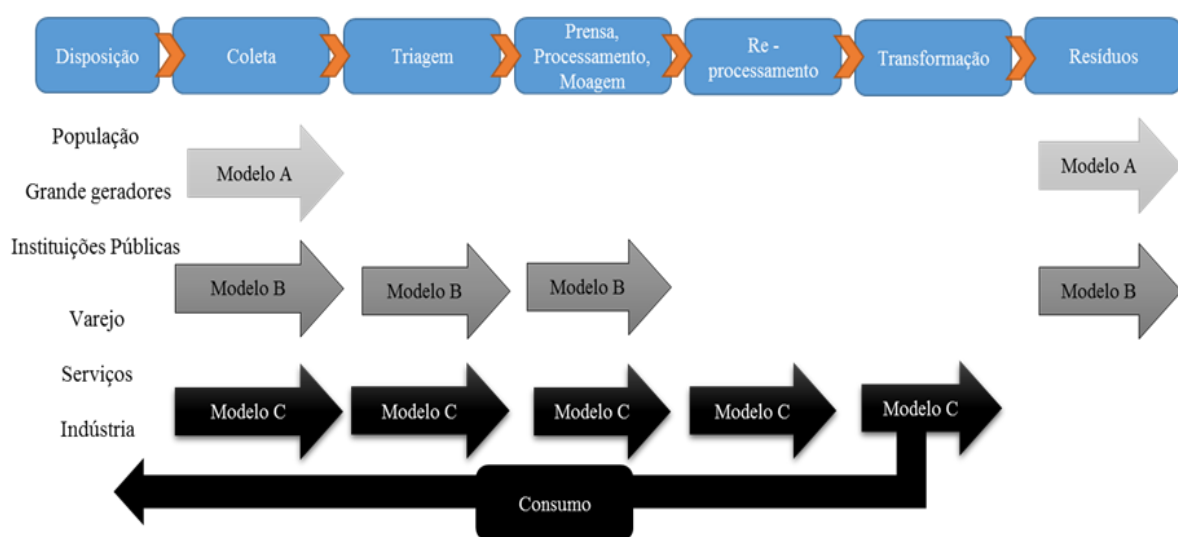 Disposição
Coleta
Triagem
Prensa,
Processamento,
Moagem
Re -
processamento
Transformação
Resíduos
População
Grande geradores
Instituições Públicas
Varejo
Serviços
Indústria
Modelo A
Modelo A
Modelo B
Modelo B
Modelo B
Modelo B
Modelo C
Modelo C
Modelo C
Modelo C
Modelo C
Consumo